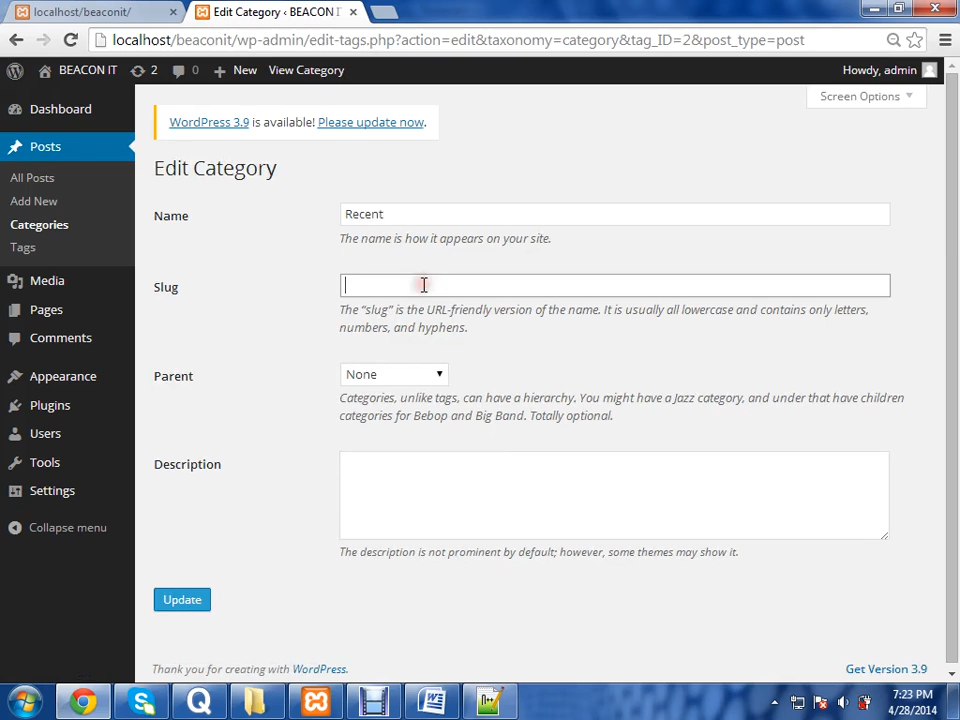 localhost/beaconit/
Edit Category ‹ BEACON IT
localhost/beaconit/wp-admin/edit-tags.php?action=edit&taxonomy=category&tag_ID=2&post_type=post
BEACON IT
2
0
New
View Category
Howdy, admin
Screen Options
Dashboard
Posts
All Posts
Add New
Categories
Tags
Media
Pages
Comments
Appearance
Plugins
Users
Tools
Settings
Collapse menu
WordPress 3.9 is available! Please update now.
Edit Category
Name
Recent
The name is how it appears on your site.
Slug
The “slug” is the URL-friendly version of the name. It is usually all lowercase and contains only letters,
numbers, and hyphens.
Parent
None
Categories, unlike tags, can have a hierarchy. You might have a Jazz category, and under that have children
categories for Bebop and Big Band. Totally optional.
Description
The description is not prominent by default; however, some themes may show it.
Update
Thank you for creating with WordPress.
Get Version 3.9
7:23 PM
4/28/2014